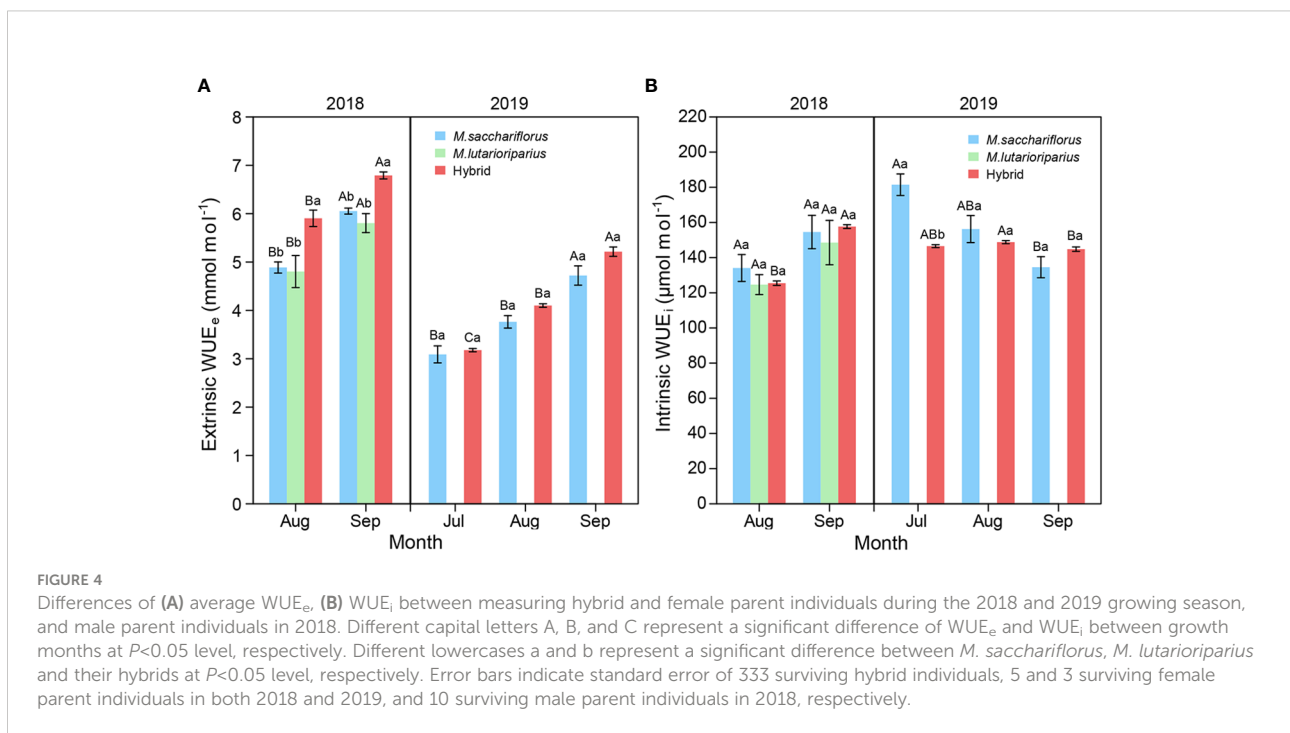 A
2018 2019
Extrinsic WUEe (mmol mol⁻¹)
8
7
6
5
4
3
2
1
0
M.sacchariflorus
M.lutarioriparius
Hybrid
Bb Bb Ba Ab Ab Aa Ba Ca Ba Ba Aa Aa
Aug Sep Jul Aug Sep
Month
B
2018 2019
Intrinsic WUEi (μmol mol⁻¹)
220
200
180
160
140
120
100
80
60
40
20
0
M.sacchariflorus
M.lutarioriparius
Hybrid
Aa Aa Ba Aa Aa Aa Aa ABb ABa Aa Ba Ba
Aug Sep Jul Aug Sep
Month
FIGURE 4
Differences of (A) average WUEe, (B) WUEi between measuring hybrid and female parent individuals during the 2018 and 2019 growing season,
and male parent individuals in 2018. Different capital letters A, B, and C represent a significant difference of WUEe and WUEi between growth
months at P<0.05 level, respectively. Different lowercases a and b represent a significant difference between M. sacchariflorus, M. lutarioriparius
and their hybrids at P<0.05 level, respectively. Error bars indicate standard error of 333 surviving hybrid individuals, 5 and 3 surviving female
parent individuals in both 2018 and 2019, and 10 surviving male parent individuals in 2018, respectively.